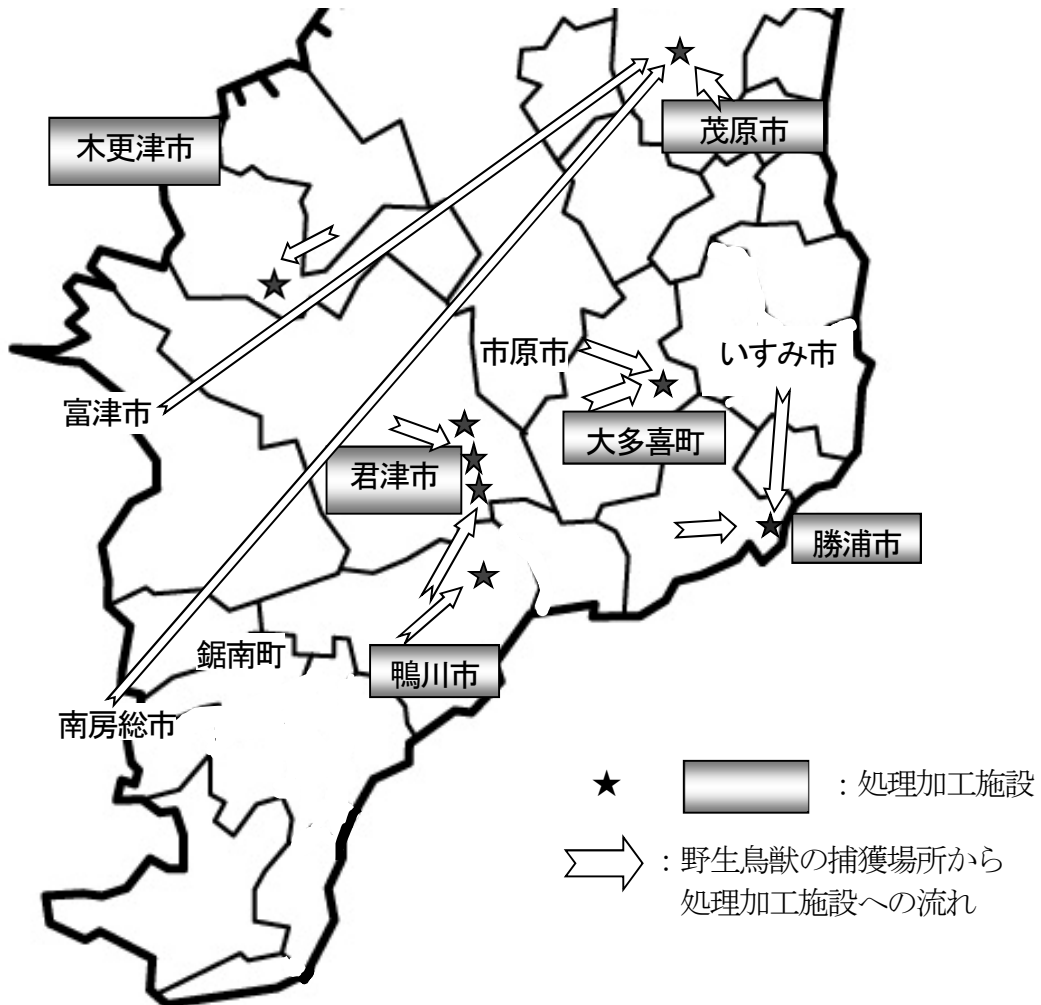 木更津市
茂原市
市原市
いすみ市
富津市
大多喜町
君津市
勝浦市
鋸南町
鴨川市
南房総市
：処理加工施設
：野生鳥獣の捕獲場所から
処理加工施設への流れ